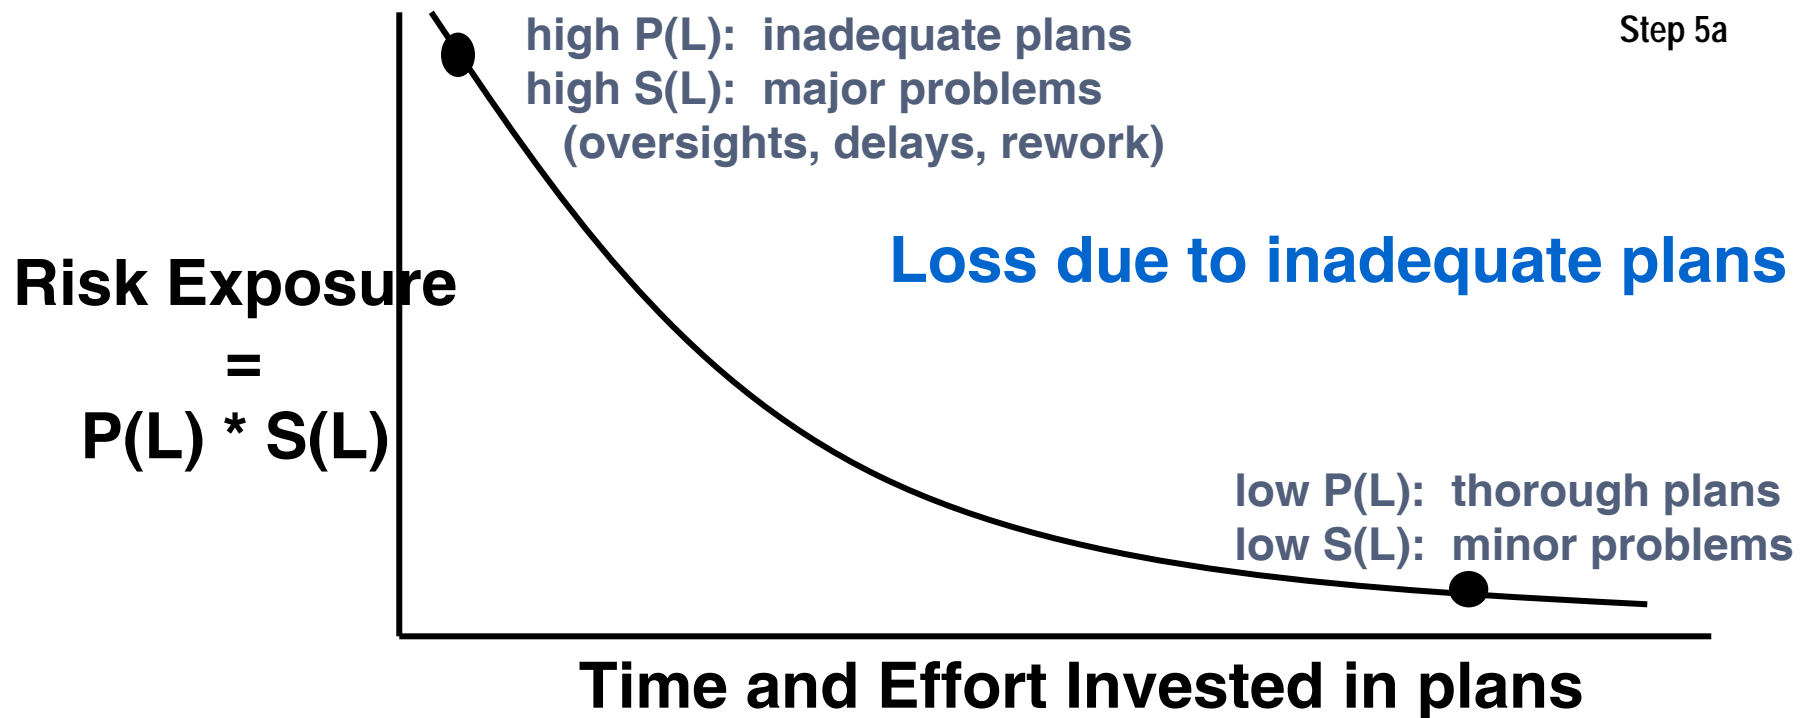 Step 5a
high P(L): inadequate plans
high S(L): major problems
(oversights, delays, rework)
Loss due to inadequate plans
Risk Exposure
=
P(L) * S(L)
low P(L): thorough plans
low S(L): minor problems
Time and Effort Invested in plans